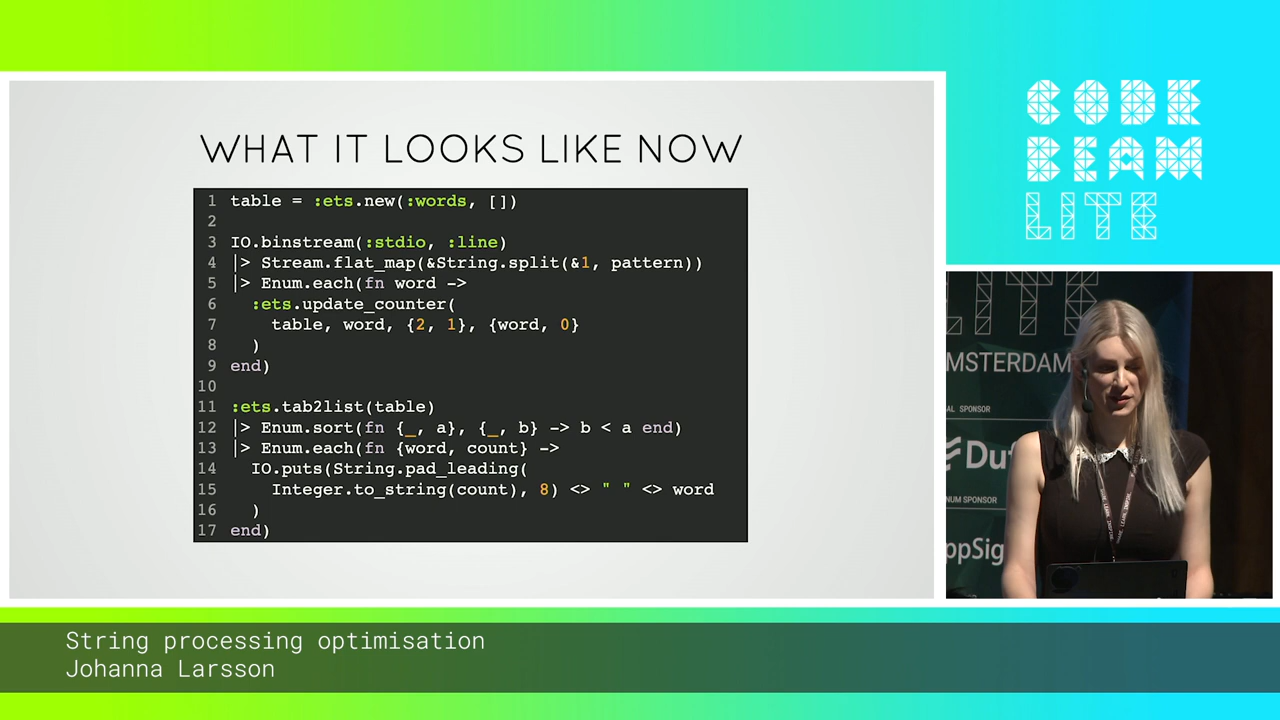 CODE
BEAM
LITE
WHAT IT LOOKS LIKE NOW
1 table = :ets.new(:words, [])
2
3 IO.binstream(:stdio, :line)
4 |> Stream.flat_map(&String.split(&1, pattern))
5 |> Enum.each(fn word ->
6 :ets.update_counter(
7 table, word, {2, 1}, {word, 0}
8 )
9 end)
10
11 :ets.tab2list(table)
12 |> Enum.sort(fn {_, a}, {_, b} -> b < a end)
13 |> Enum.each(fn {word, count} ->
14 IO.puts(String.pad_leading(
15 Integer.to_string(count), 8) <> " " <> word
16 )
17 end)
LITE
MSTERDAM
AL SPONSOR
Duf
NUM SPONSOR
ppSig
String processing optimisation
Johanna Larsson